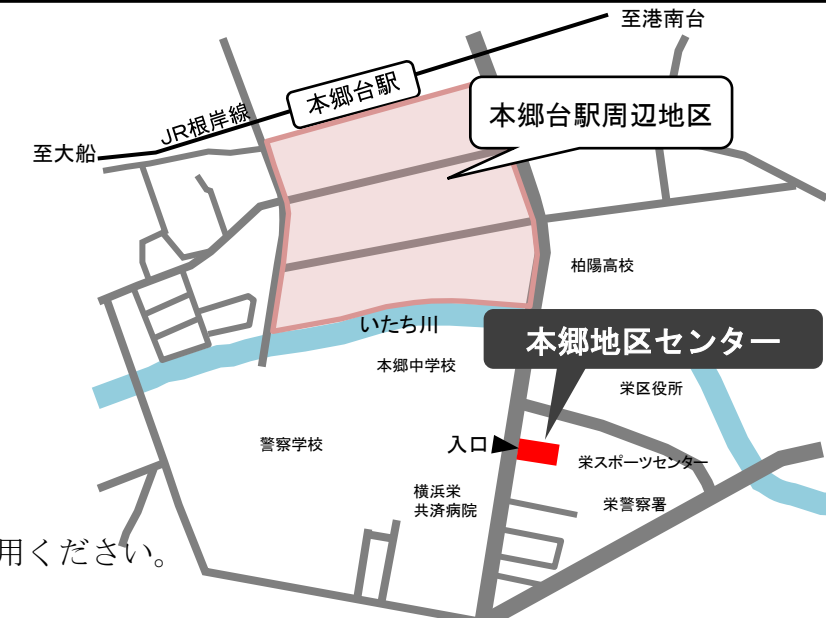 至港南台
本郷台駅
JR根岸線
本郷台駅周辺地区
至大船
柏陽高校
いたち川
本郷地区センター
本郷中学校
栄区役所
警察学校
入口
栄スポーツセンター
横浜栄
共済病院
栄警察署
用ください。